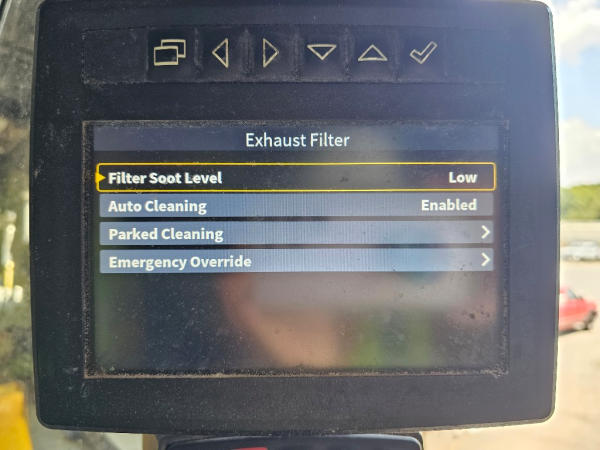 Exhaust Filter
Filter Soot Level Low
Auto Cleaning Enabled
Parked Cleaning
Emergency Override